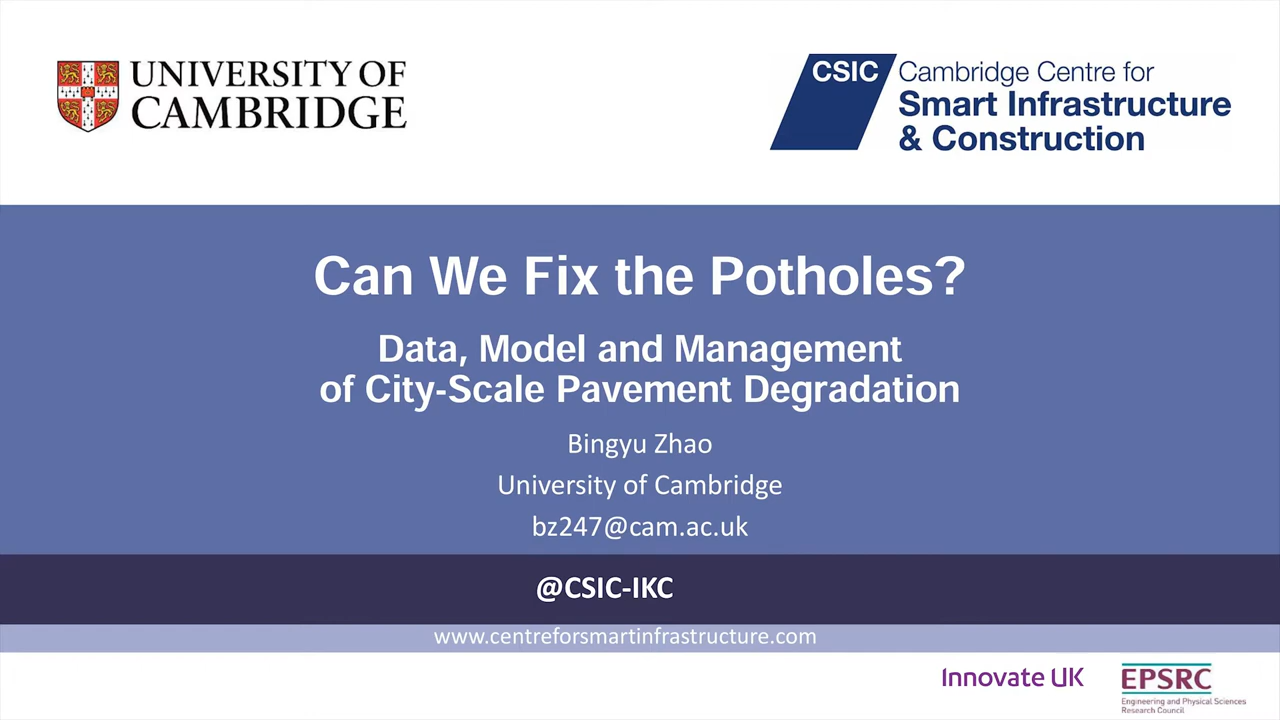 UNIVERSITY OF
CAMBRIDGE
CSIC
Cambridge Centre for
Smart Infrastructure
& Construction
Can We Fix the Potholes?
Data, Model and Management
of City-Scale Pavement Degradation
Bingyu Zhao
University of Cambridge
bz247@cam.ac.uk
@CSIC-IKC
www.centreforsmartinfrastructure.com
Innovate UK
EPSRC
Engineering and Physical Sciences
Research Council